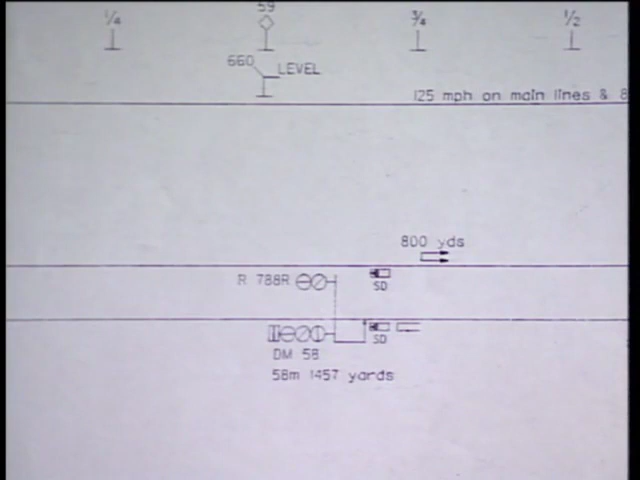 1/4
59
3/4
1/2
660 LEVEL
125 mph on main lines & 8
800 yds
R 788R
SD
SD
DM 58
58m 1457 yards